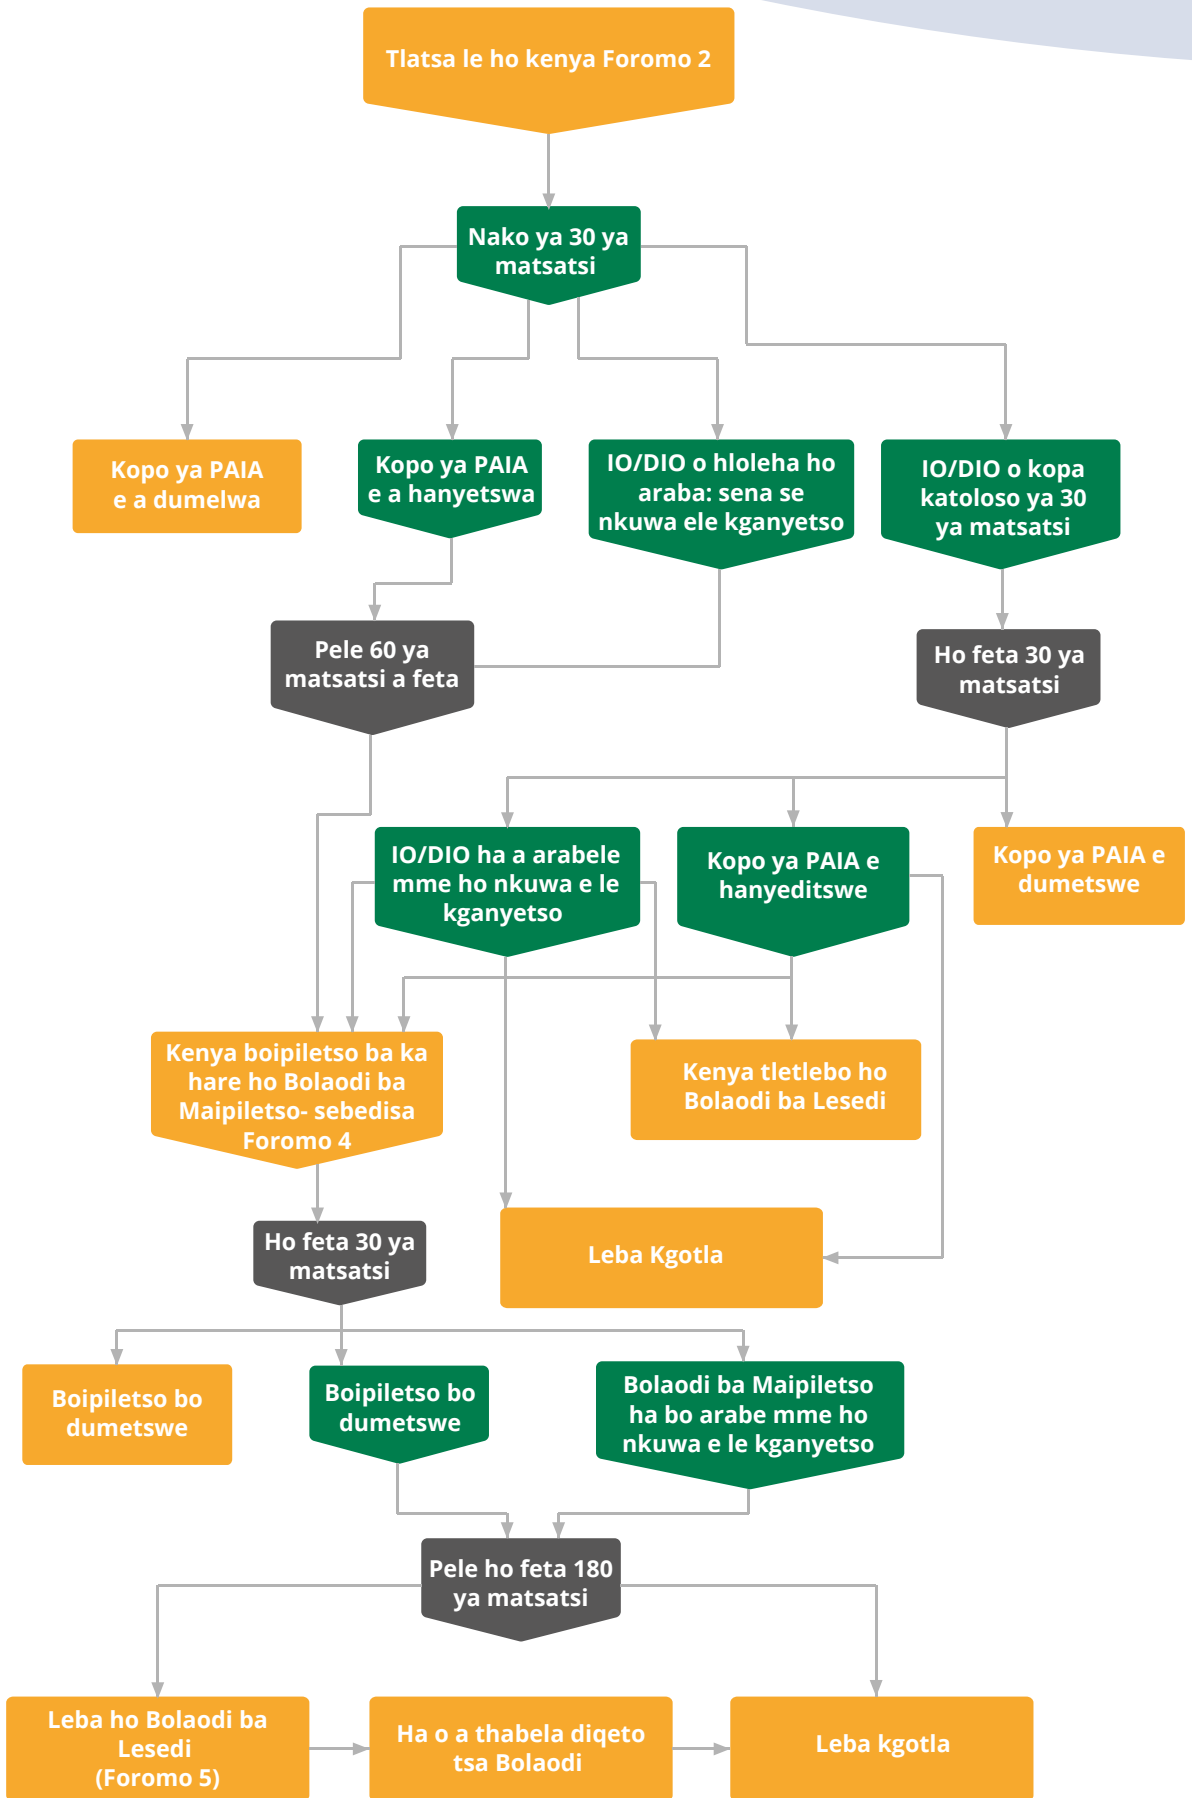 Tlatsa le ho kenya Foromo 2
Nako ya 30 ya
matsatsi
Kopo ya PAIA
e a dumelwa
Kopo ya PAIA
e a hanyetswa
IO/DIO o hloleha ho
araba: sena se
nkuwa ele kganyetso
IO/DIO o kopa
katoloso ya 30
ya matsatsi
Pele 60 ya
matsatsi a feta
Ho feta 30 ya
matsatsi
IO/DIO ha a arabele
mme ho nkuwa e le
kganyetso
Kopo ya PAIA e
hanyeditswe
Kopo ya PAIA e
dumetswe
Kenya boipiletso ba ka
hare ho Bolaodi ba
Maipiletso- sebedisa
Foromo 4
Kenya tletlebo ho
Bolaodi ba Lesedi
Leba Kgotla
Ho feta 30 ya
matsatsi
Boipiletso bo
dumetswe
Boipiletso bo
dumetswe
Bolaodi ba Maipiletso
ha bo arabe mme ho
nkuwa e le kganyetso
Pele ho feta 180
ya matsatsi
Leba ho Bolaodi ba
Lesedi
(Foromo 5)
Ha o a thabela diqeto
tsa Bolaodi
Leba kgotla